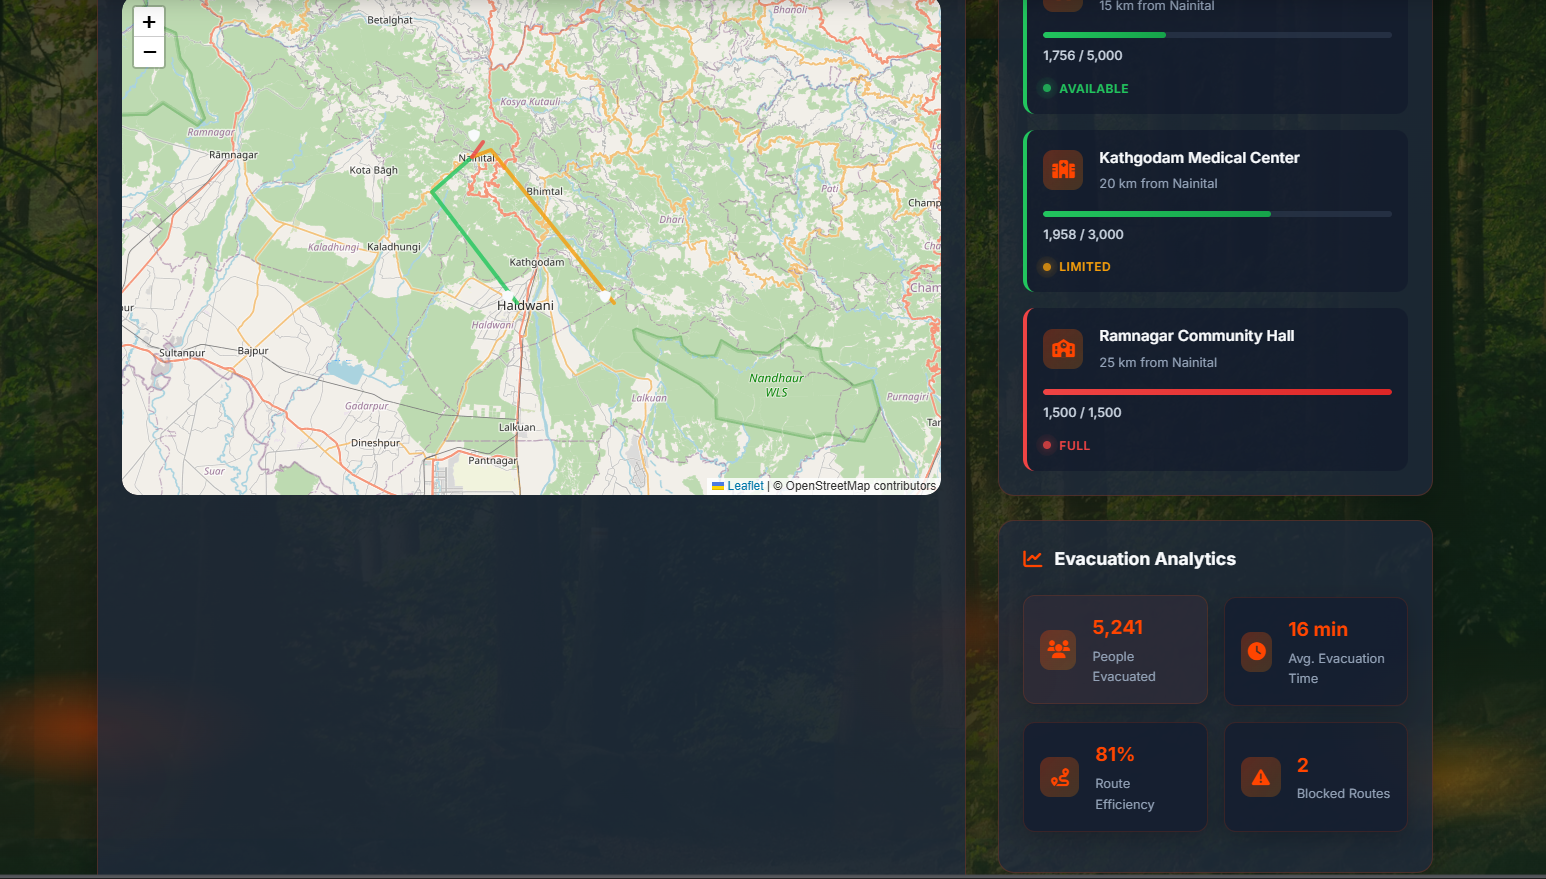 +
−
Betalghat
Bhanoli
Kosya Kutauli
Ramnagar
Rāmnagar
Nainital
Kota Bāgh
Bhimtal
Pati
Champ
Dhari
Kaladhungi
Kaladhungi
Cha
Kathgodam
Cham
ur
Haldwani
Haldwani
Sultanpur
Bajpur
Nandhaur
WLS
Lalkuan
Purnagiri
Gadarpur
Lalkuan
Tar
Dineshpur
Pantnagar
Suar
Leaflet | © OpenStreetMap contributors
15 km from Nainital
1,756 / 5,000
AVAILABLE
Kathgodam Medical Center
20 km from Nainital
1,958 / 3,000
LIMITED
Ramnagar Community Hall
25 km from Nainital
1,500 / 1,500
FULL
Evacuation Analytics
5,241
People
Evacuated
16 min
Avg. Evacuation
Time
81%
Route
Efficiency
2
Blocked Routes